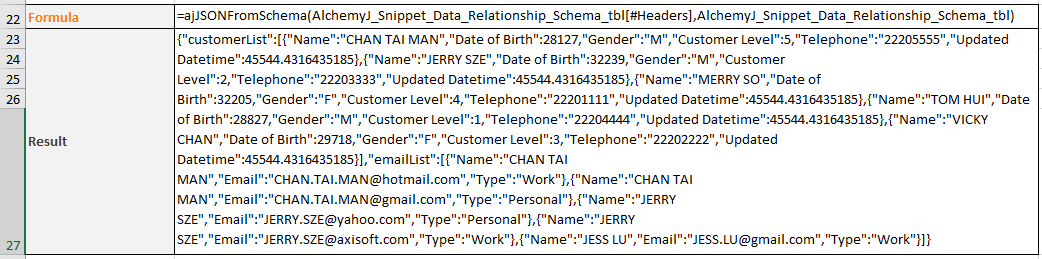 22
Formula
=ajJSONFromSchema(AlchemyJ_Snippet_Data_Relationship_Schema_tbl[#Headers],AlchemyJ_Snippet_Data_Relationship_Schema_tbl)
23
{"customerList":[{"Name":"CHAN TAI MAN","Date of Birth":28127,"Gender":"M","Customer Level":5,"Telephone":"22205555","Updated
24
Datetime":45544.4316435185},{"Name":"JERRY SZE","Date of Birth":32239,"Gender":"M","Customer
25
Level":2,"Telephone":"22203333","Updated Datetime":45544.4316435185},{"Name":"MERRY SO","Date of
26
Birth":32205,"Gender":"F","Customer Level":4,"Telephone":"22201111","Updated Datetime":45544.4316435185},{"Name":"TOM HUI","Date
of Birth":28827,"Gender":"M","Customer Level":1,"Telephone":"22204444","Updated Datetime":45544.4316435185},{"Name":"VICKY
Result
CHAN","Date of Birth":29718,"Gender":"F","Customer Level":3,"Telephone":"22202222","Updated
Datetime":45544.4316435185}],"emailList":[{"Name":"CHAN TAI
MAN","Email":"CHAN.TAI.MAN@hotmail.com","Type":"Work"},{"Name":"CHAN TAI
MAN","Email":"CHAN.TAI.MAN@gmail.com","Type":"Personal"},{"Name":"JERRY
SZE","Email":"JERRY.SZE@yahoo.com","Type":"Personal"},{"Name":"JERRY
27
SZE","Email":"JERRY.SZE@axisoft.com","Type":"Work"},{"Name":"JESS LU","Email":"JESS.LU@gmail.com","Type":"Work"}]}